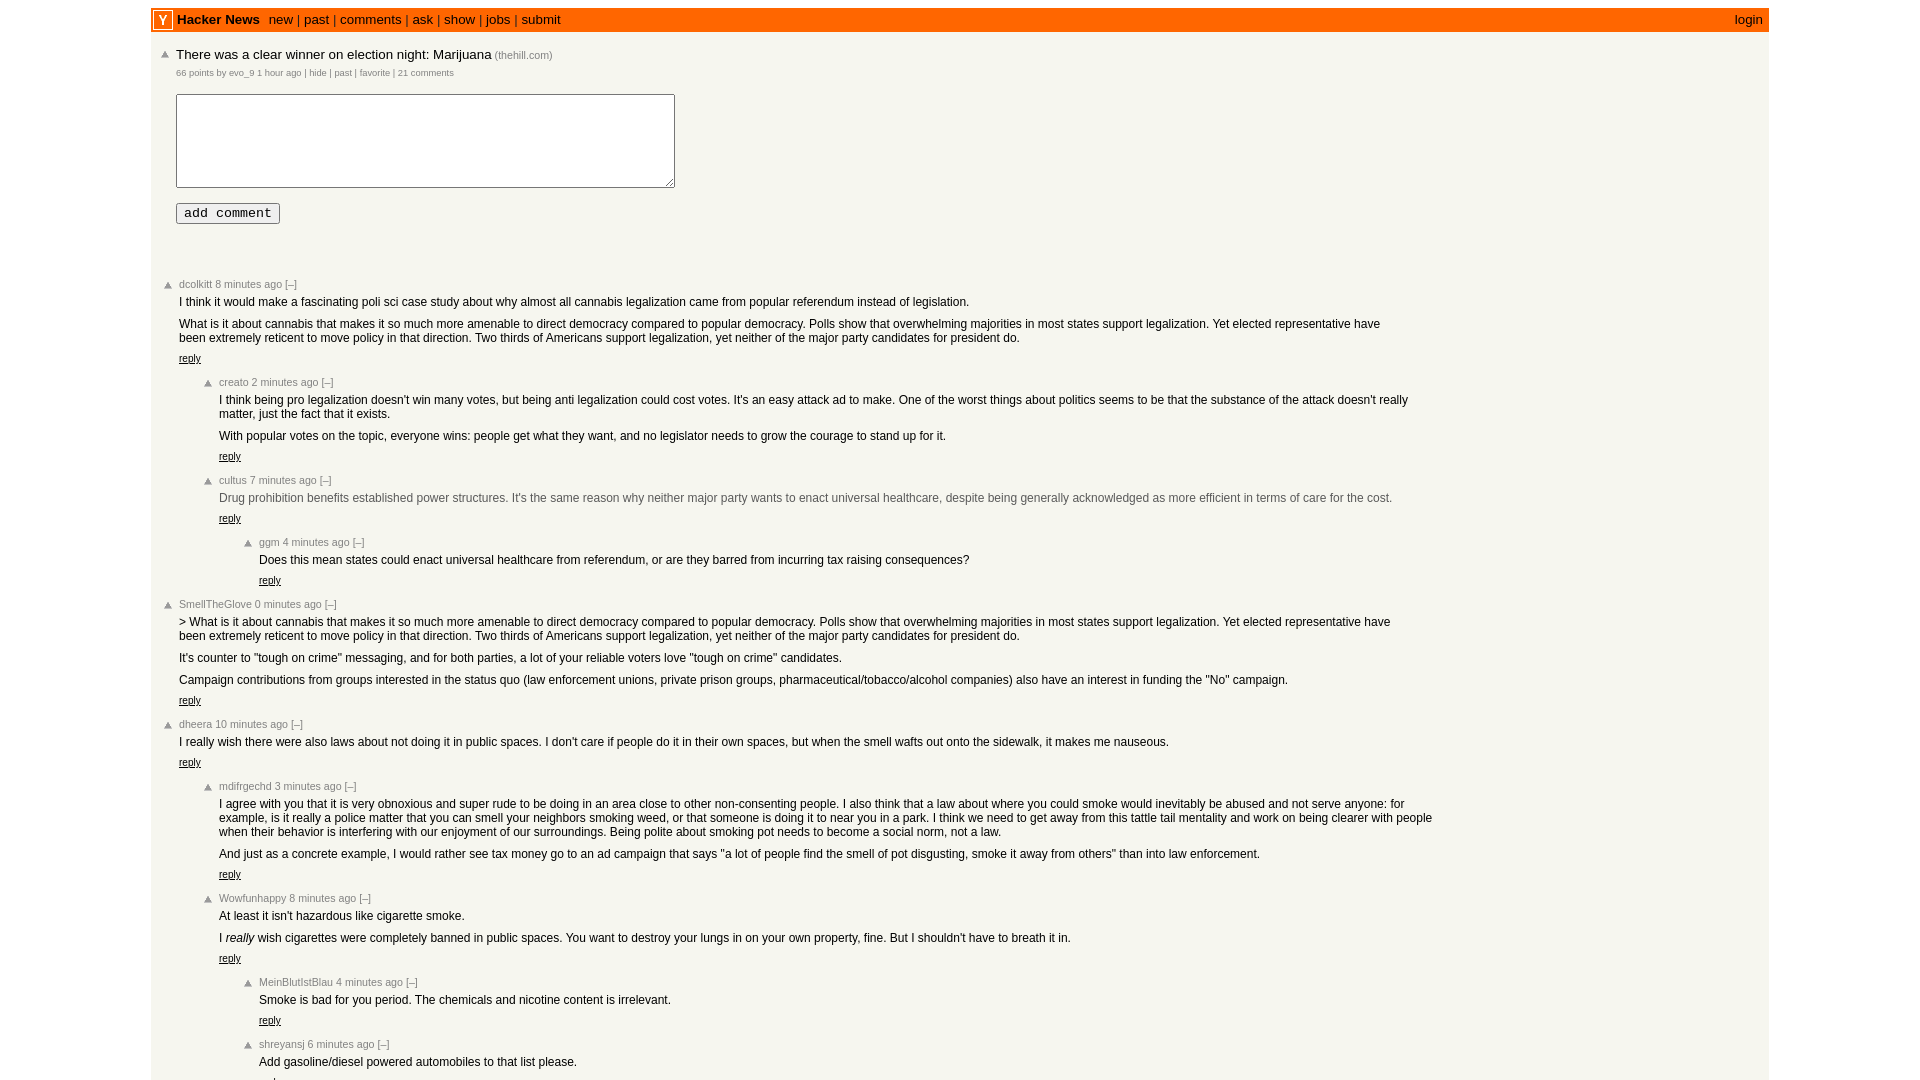 Y Hacker News new | past | comments | ask | show | jobs | submit login
There was a clear winner on election night: Marijuana (thehill.com)
66 points by evo_9 1 hour ago | hide | past | favorite | 21 comments
add comment
dcolkitt 8 minutes ago [–]
I think it would make a fascinating poli sci case study about why almost all cannabis legalization came from popular referendum instead of legislation.
What is it about cannabis that makes it so much more amenable to direct democracy compared to popular democracy. Polls show that overwhelming majorities in most states support legalization. Yet elected representative have
been extremely reticent to move policy in that direction. Two thirds of Americans support legalization, yet neither of the major party candidates for president do.
reply
creato 2 minutes ago [–]
I think being pro legalization doesn't win many votes, but being anti legalization could cost votes. It's an easy attack ad to make. One of the worst things about politics seems to be that the substance of the attack doesn't really
matter, just the fact that it exists.
With popular votes on the topic, everyone wins: people get what they want, and no legislator needs to grow the courage to stand up for it.
reply
cultus 7 minutes ago [–]
Drug prohibition benefits established power structures. It's the same reason why neither major party wants to enact universal healthcare, despite being generally acknowledged as more efficient in terms of care for the cost.
reply
ggm 4 minutes ago [–]
Does this mean states could enact universal healthcare from referendum, or are they barred from incurring tax raising consequences?
reply
SmellTheGlove 0 minutes ago [–]
> What is it about cannabis that makes it so much more amenable to direct democracy compared to popular democracy. Polls show that overwhelming majorities in most states support legalization. Yet elected representative have
been extremely reticent to move policy in that direction. Two thirds of Americans support legalization, yet neither of the major party candidates for president do.
It's counter to "tough on crime" messaging, and for both parties, a lot of your reliable voters love "tough on crime" candidates.
Campaign contributions from groups interested in the status quo (law enforcement unions, private prison groups, pharmaceutical/tobacco/alcohol companies) also have an interest in funding the "No" campaign.
reply
dheera 10 minutes ago [–]
I really wish there were also laws about not doing it in public spaces. I don't care if people do it in their own spaces, but when the smell wafts out onto the sidewalk, it makes me nauseous.
reply
mdifrgechd 3 minutes ago [–]
I agree with you that it is very obnoxious and super rude to be doing in an area close to other non-consenting people. I also think that a law about where you could smoke would inevitably be abused and not serve anyone: for
example, is it really a police matter that you can smell your neighbors smoking weed, or that someone is doing it to near you in a park. I think we need to get away from this tattle tail mentality and work on being clearer with people
when their behavior is interfering with our enjoyment of our surroundings. Being polite about smoking pot needs to become a social norm, not a law.
And just as a concrete example, I would rather see tax money go to an ad campaign that says "a lot of people find the smell of pot disgusting, smoke it away from others" than into law enforcement.
reply
Wowfunhappy 8 minutes ago [–]
At least it isn't hazardous like cigarette smoke.
I really wish cigarettes were completely banned in public spaces. You want to destroy your lungs in on your own property, fine. But I shouldn't have to breath it in.
reply
MeinBlutIstBlau 4 minutes ago [–]
Smoke is bad for you period. The chemicals and nicotine content is irrelevant.
reply
shreyansj 6 minutes ago [–]
Add gasoline/diesel powered automobiles to that list please.